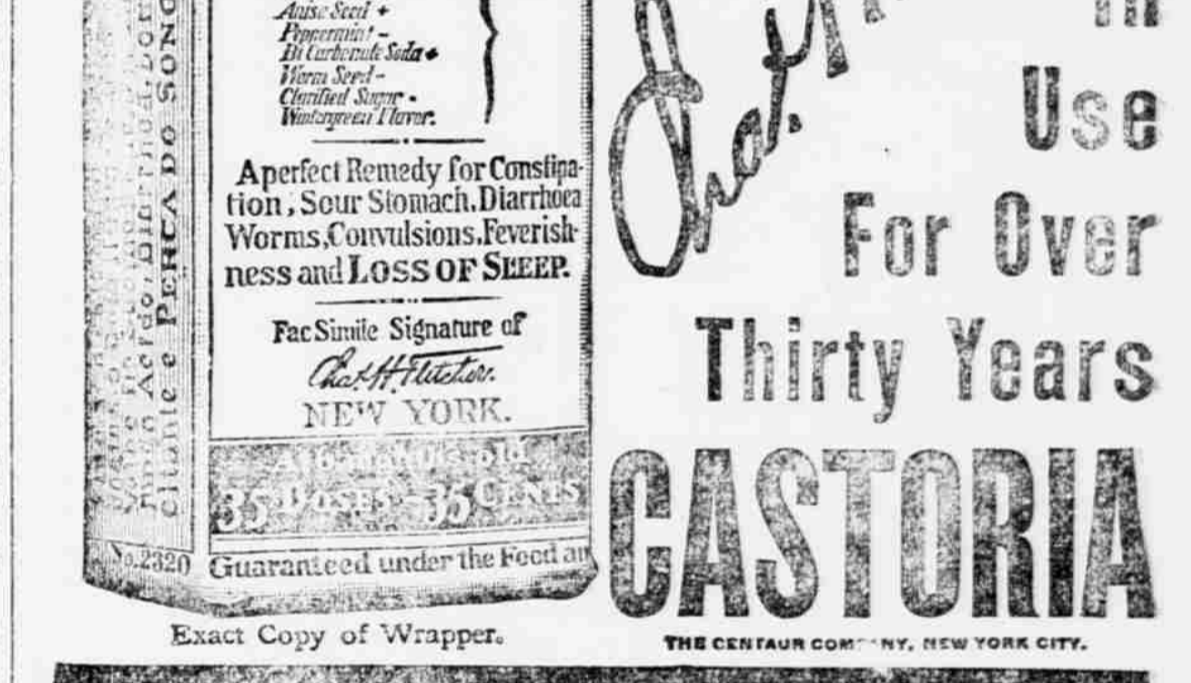 Anise Seed +
Peppermint -
Bi Carbonate Soda +
Worm Seed -
Clarified Sugar -
Wintergreen Flavor.
A perfect Remedy for Constipa-
tion, Sour Stomach, Diarrhoea
Worms, Convulsions, Feverish-
ness and LOSS OF SLEEP.
Fac Simile Signature of
Chas. H. Fletcher.
NEW YORK.
35 DOSES - 35 CENTS
No. 2320
Guaranteed under the Food an
Exact Copy of Wrapper.
In
Use
For Over
Thirty Years
CASTORIA
THE CENTAUR COMPANY, NEW YORK CITY.